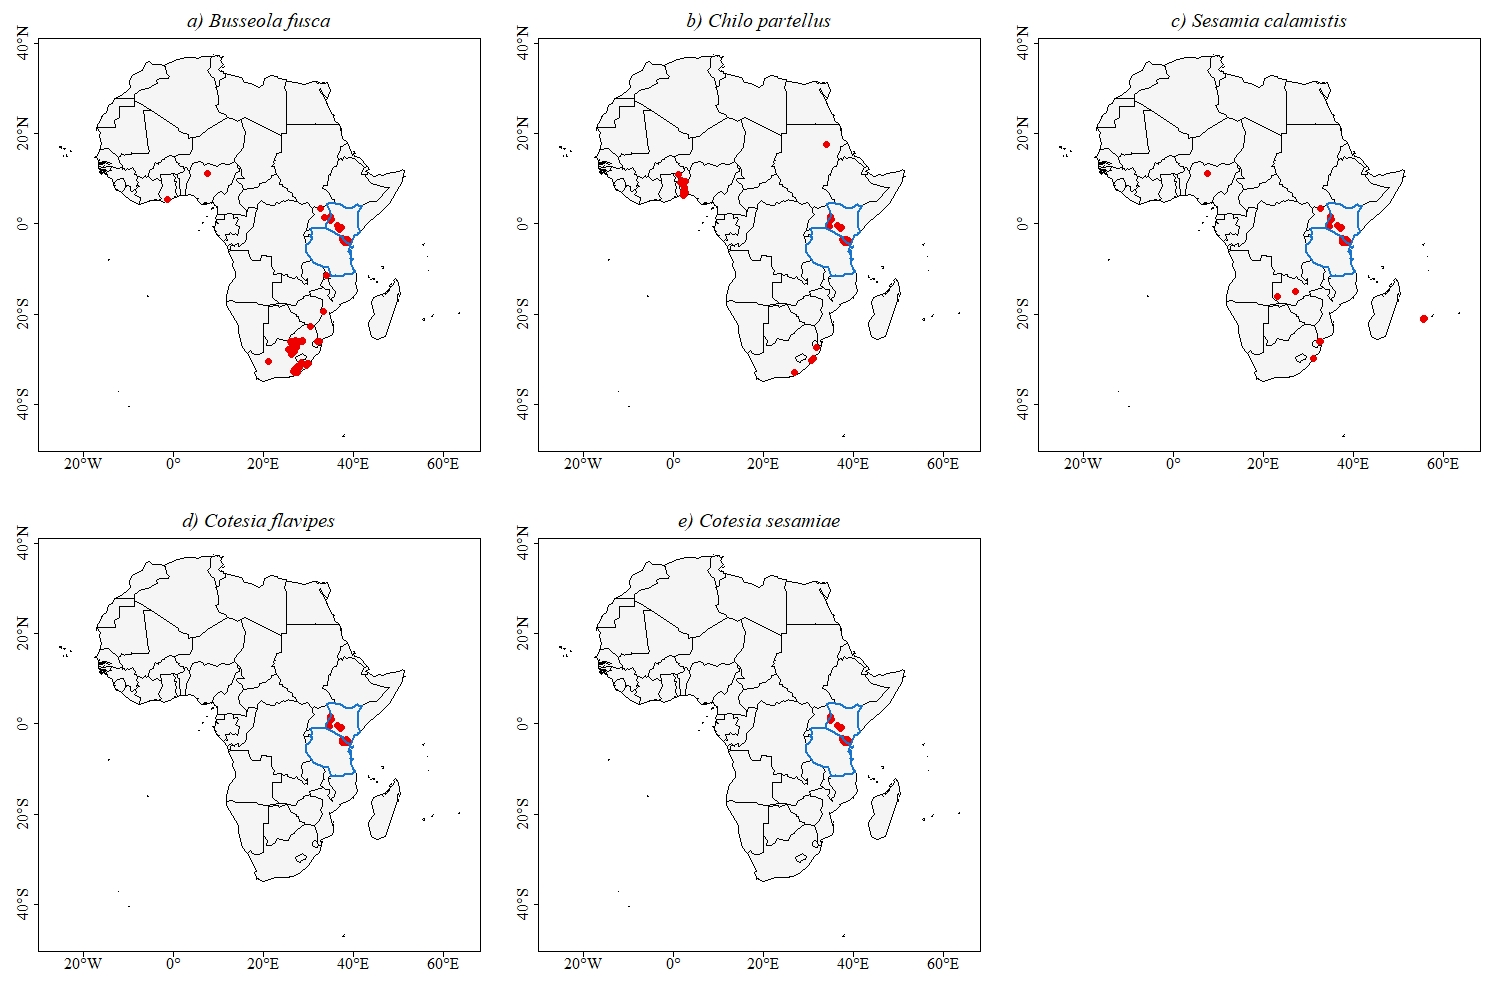 a) Busseola fusca
b) Chilo partellus
c) Sesamia calamistis
40°N
20°N
0°
20°S
40°S
20°W
0°
20°E
40°E
60°E
40°N
20°N
0°
20°S
40°S
20°W
0°
20°E
40°E
60°E
40°N
20°N
0°
20°S
40°S
20°W
0°
20°E
40°E
60°E
d) Cotesia flavipes
e) Cotesia sesamiae
40°N
20°N
0°
20°S
40°S
20°W
0°
20°E
40°E
60°E
40°N
20°N
0°
20°S
40°S
20°W
0°
20°E
40°E
60°E